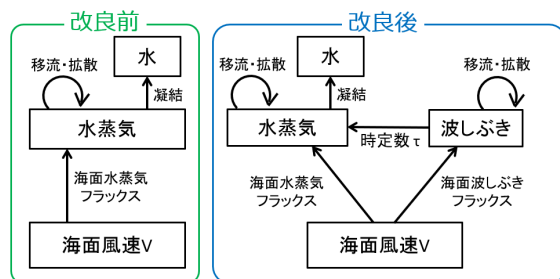 改良前
水
移流・拡散
凝結
水蒸気
海面水蒸気
フラックス
海面風速V
改良後
水
移流・拡散
凝結
移流・拡散
水蒸気
時定数τ
波しぶき
海面水蒸気
フラックス
海面波しぶき
フラックス
海面風速V